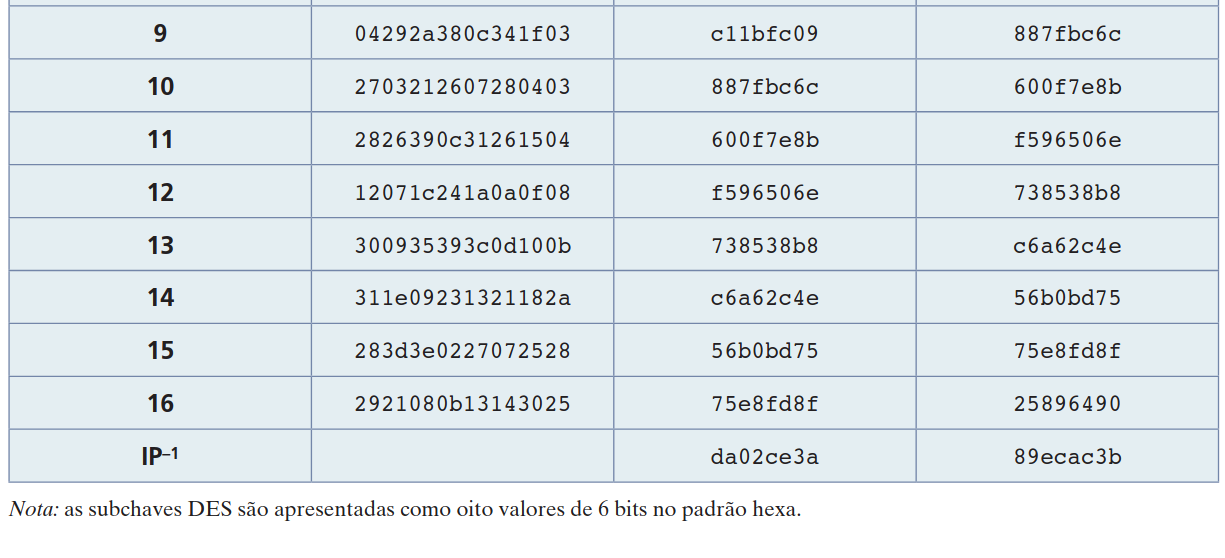 9 04292a380c341f03 c11bfc09 887fbc6c
10 2703212607280403 887fbc6c 600f7e8b
11 2826390c31261504 600f7e8b f596506e
12 12071c241a0a0f08 f596506e 738538b8
13 300935393c0d100b 738538b8 c6a62c4e
14 311e09231321182a c6a62c4e 56b0bd75
15 283d3e0227072528 56b0bd75 75e8fd8f
16 2921080b13143025 75e8fd8f 25896490
IP–1 da02ce3a 89ecac3b
Nota: as subchaves DES são apresentadas como oito valores de 6 bits no padrão hexa.